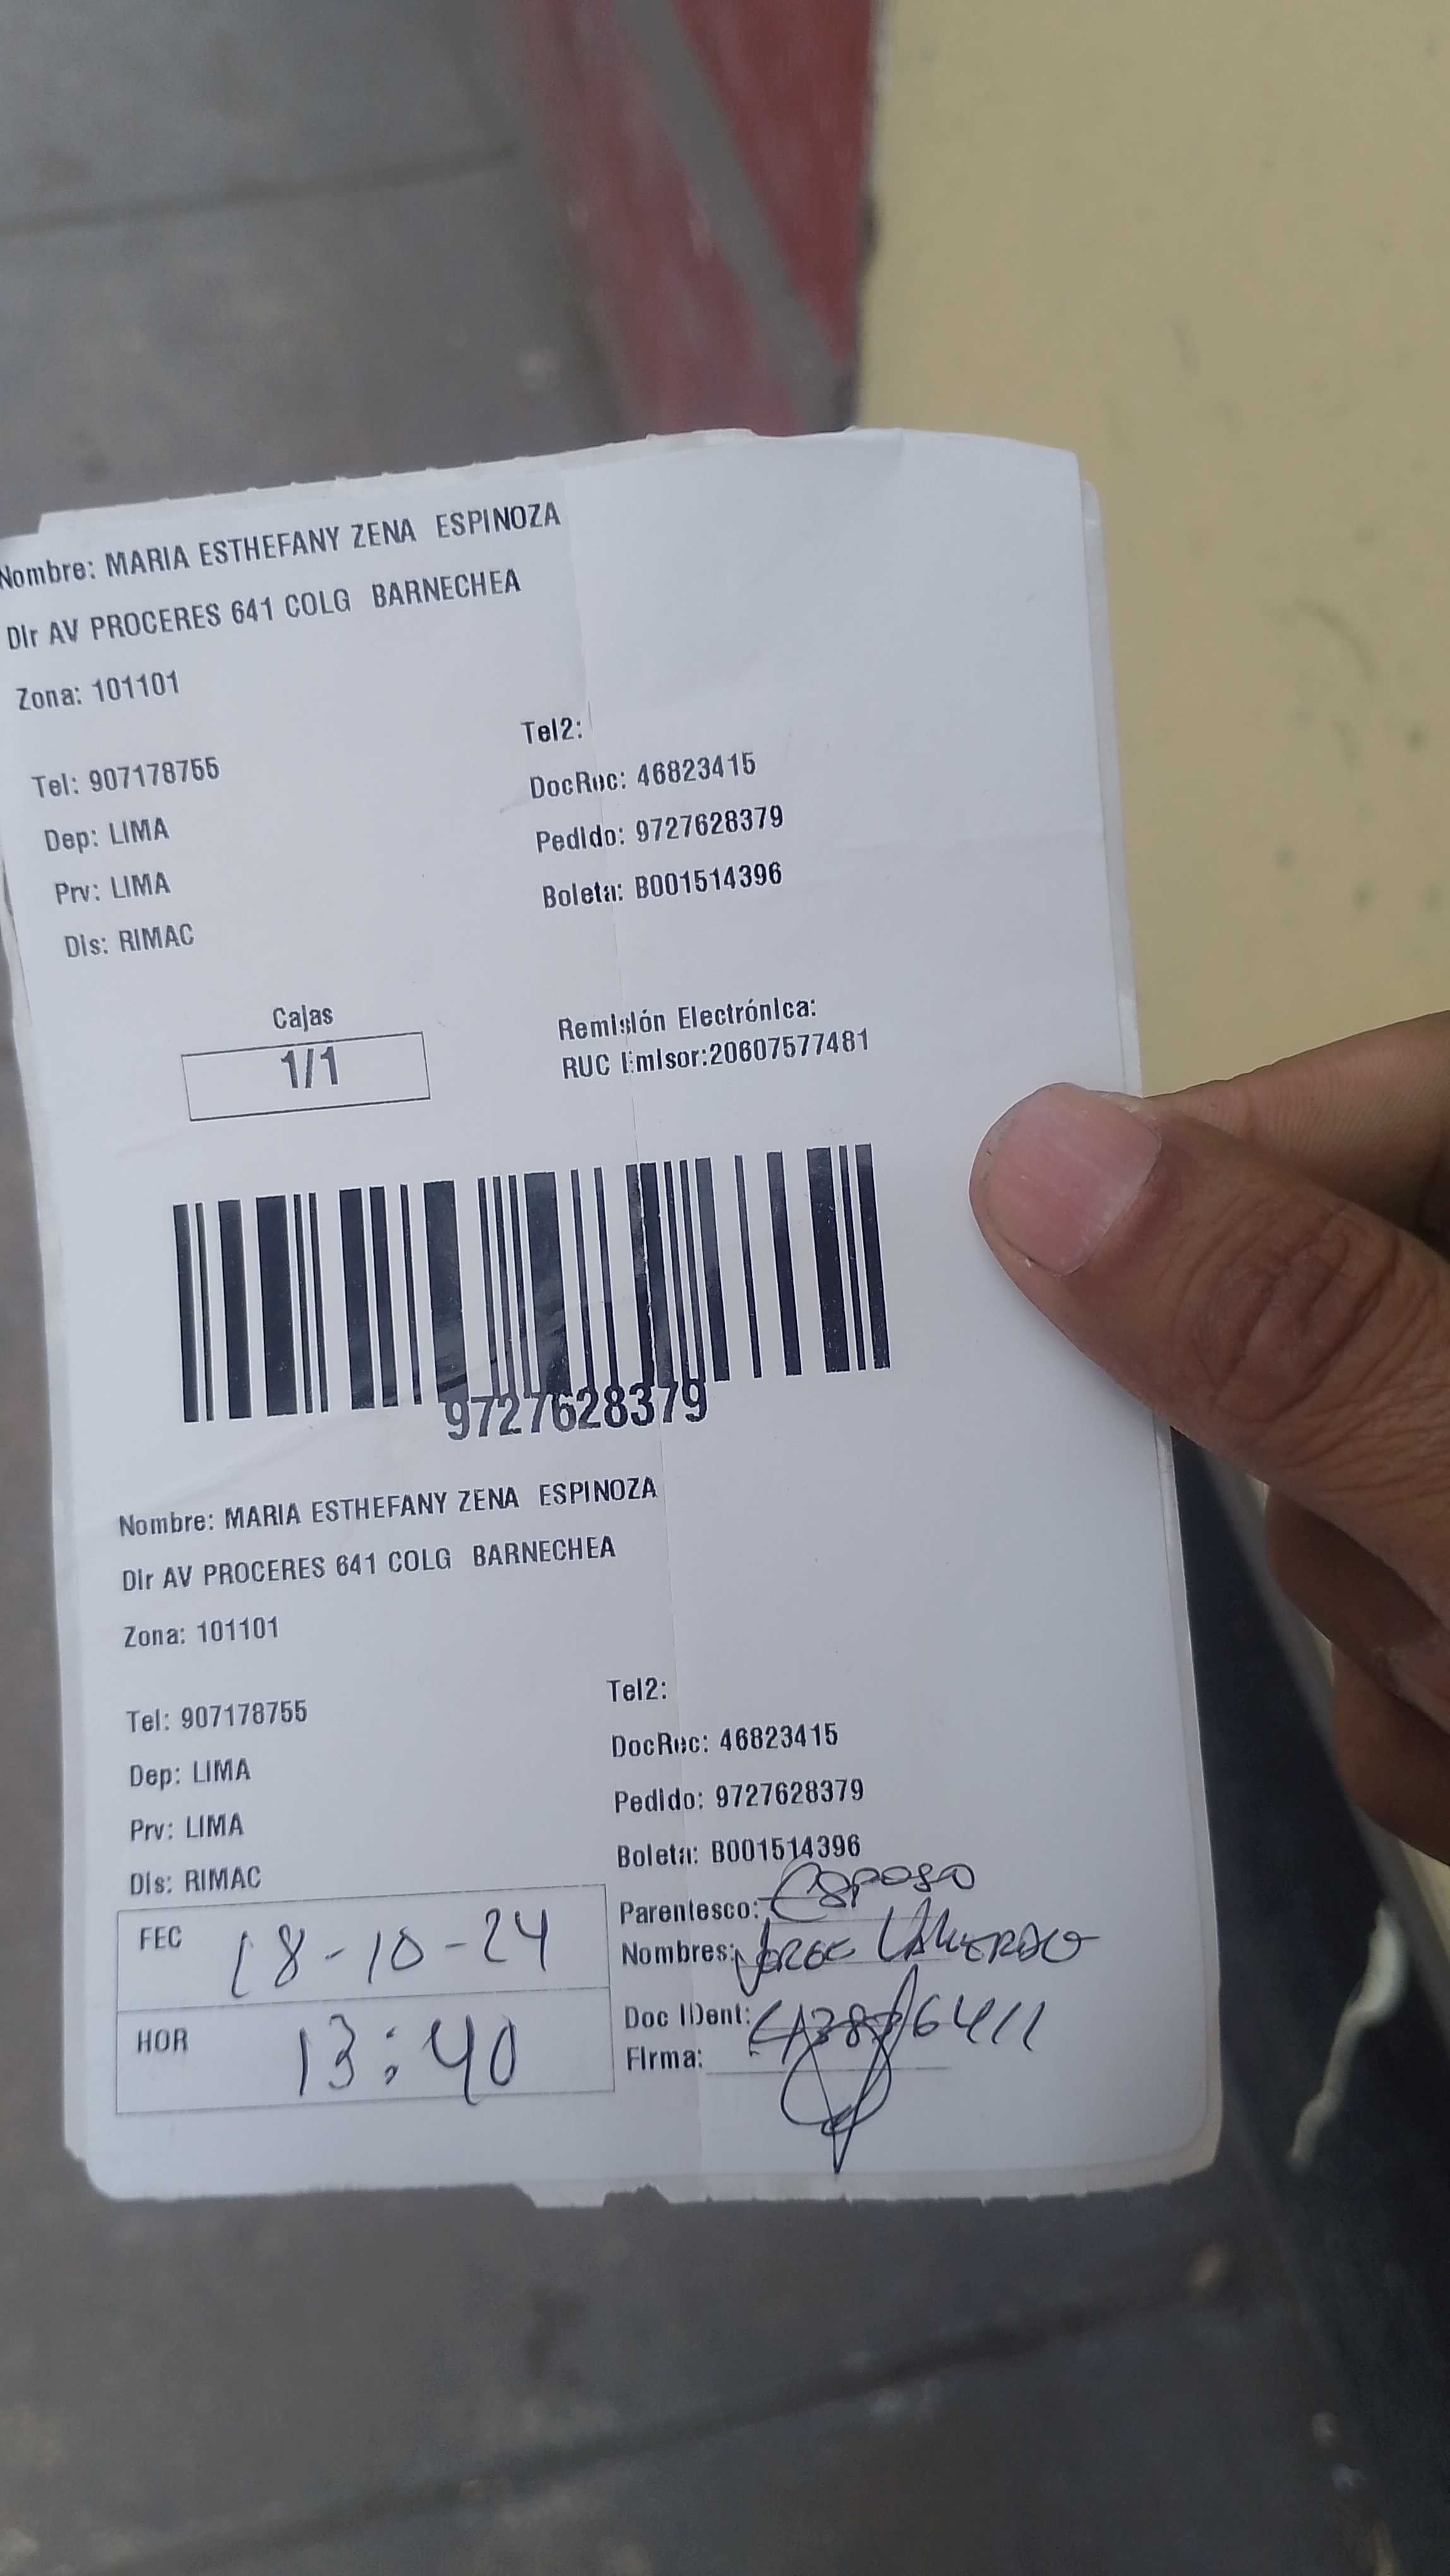 Nombre: MARIA ESTHEFANY ZENA ESPINOZA
Dir AV PROCERES 641 COLG BARNECHEA
Zona: 101101
Tel2:
Tel: 907178755
DocRec: 46823415
Dep: LIMA
Pedido: 9727628379
Prv: LIMA
Boleta: B001514396
Dis: RIMAC
Cajas
1/1
Remisión Electrónica:
RUC Emisor:20607577481
9727628379
Nombre: MARIA ESTHEFANY ZENA ESPINOZA
Dir AV PROCERES 641 COLG BARNECHEA
Zona: 101101
Tel2:
Tel: 907178755
DocRec: 46823415
Dep: LIMA
Pedido: 9727628379
Prv: LIMA
Boleta: B001514396
Dis: RIMAC
Parentesco: Esposo
FEC 18-10-24
Nombres: JORGE
HOR 13:40
Doc IDent:
Firma: